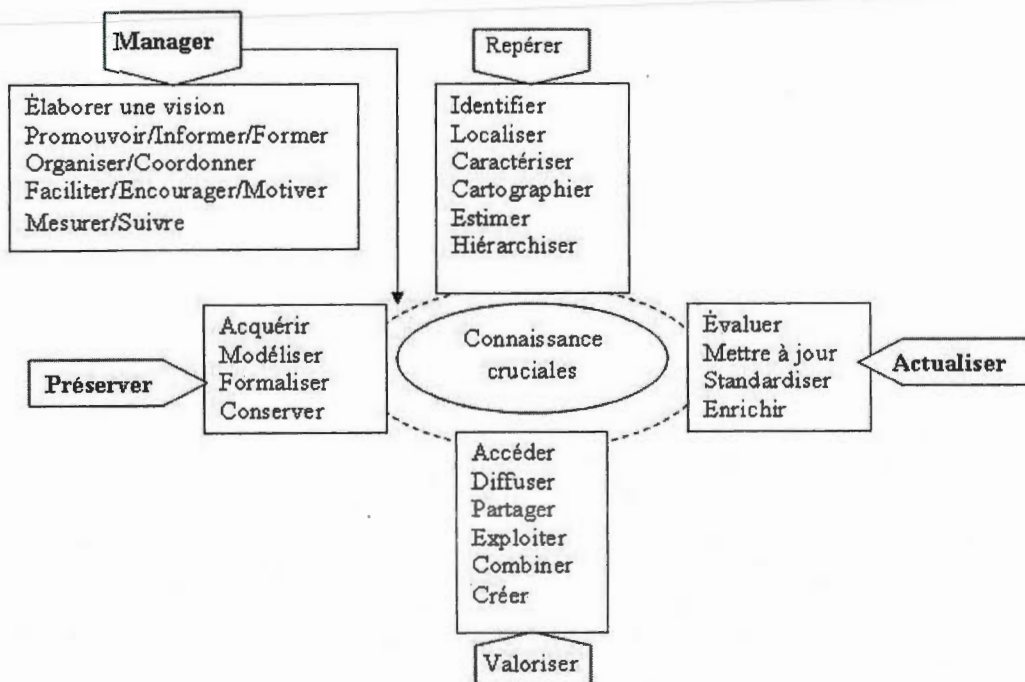 Manager
Élaborer une vision
Promouvoir/Informer/Former
Organiser/Coordonner
Faciliter/Encourager/Motiver
Mesurer/Suivre
Repérer
Identifier
Localiser
Caractériser
Cartographier
Estimer
Hiérarchiser
Préserver
Acquérir
Modéliser
Formaliser
Conserver
Connaissance
cruciales
Évaluer
Mettre à jour
Standardiser
Enrichir
Actualiser
Accéder
Diffuser
Partager
Exploiter
Combiner
Créer
Valoriser